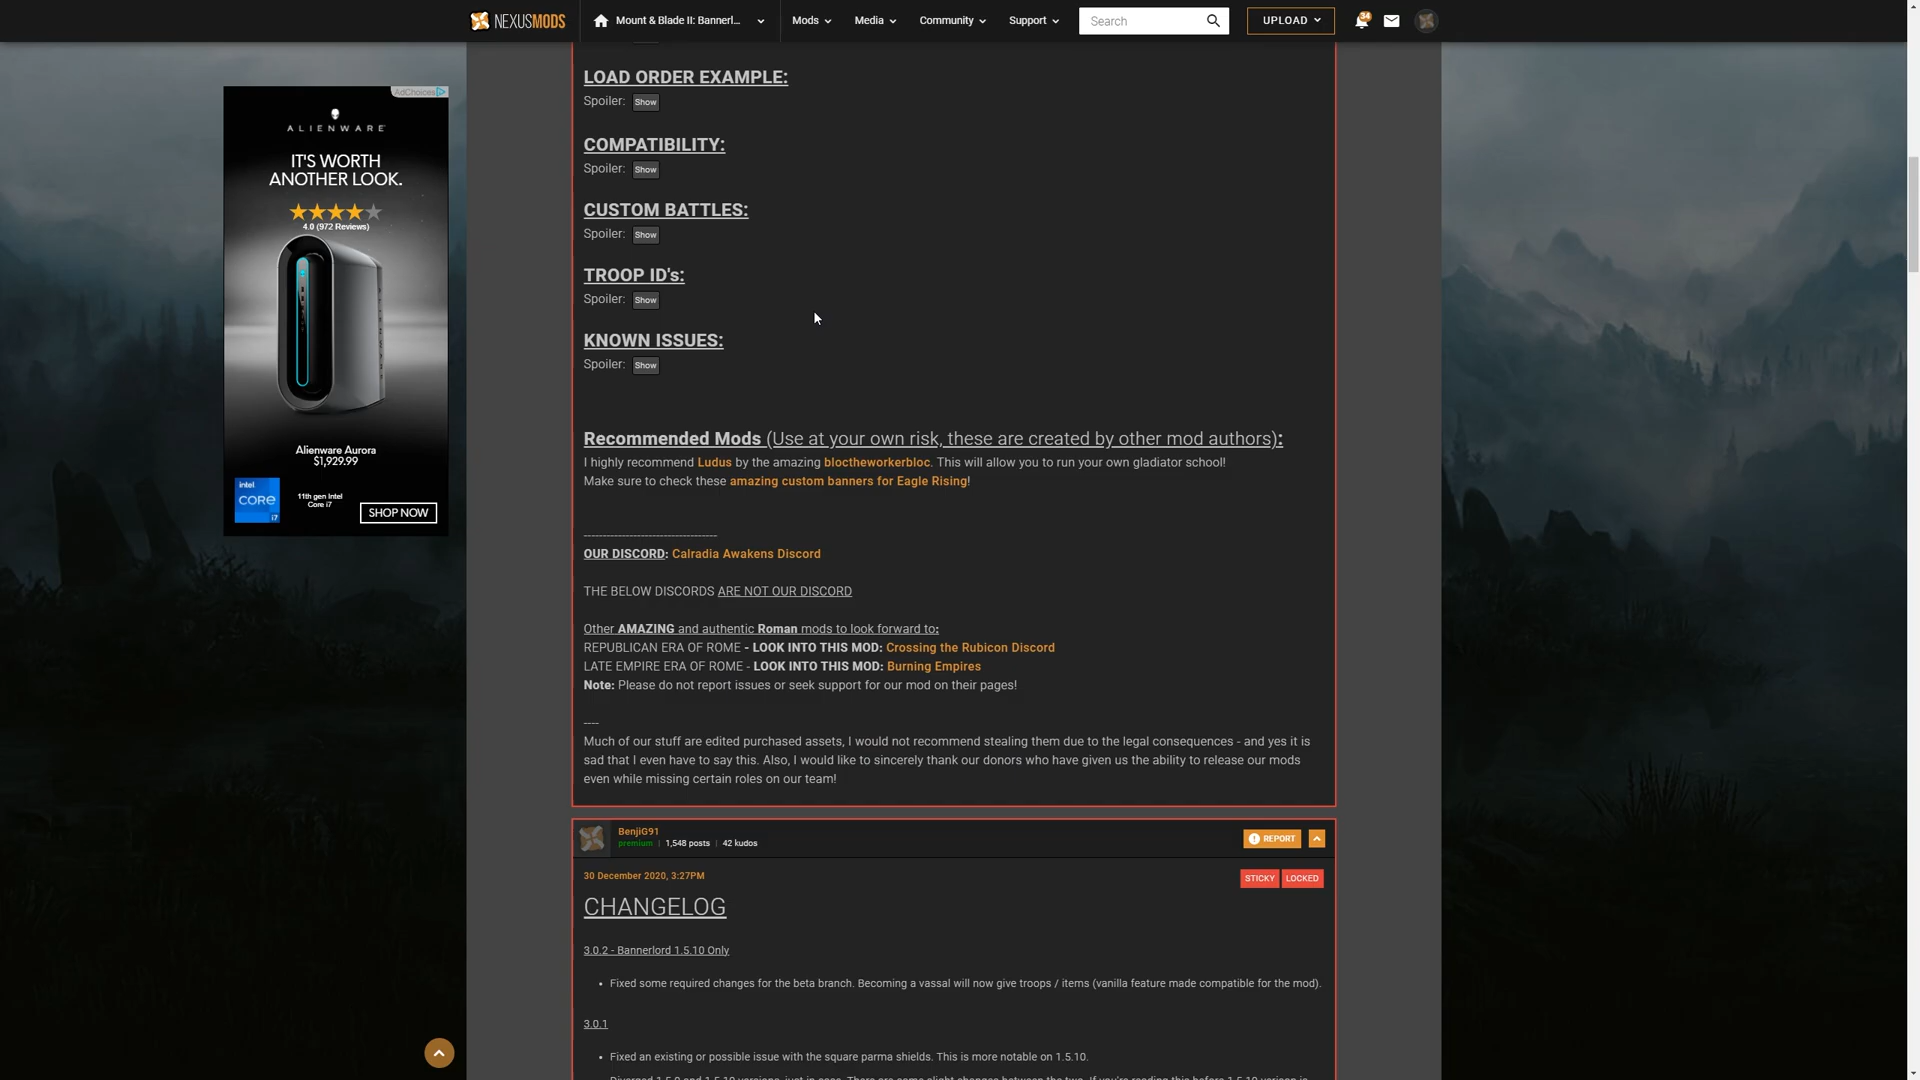 NEXUSMODS
Mount & Blade II: Bannerl...
Mods
Media
Community
Support
Search
UPLOAD
34
AdChoices
ALIENWARE
IT'S WORTH
ANOTHER LOOK.
4.0 (972 Reviews)
Alienware Aurora
$1,929.99
intel.
CORE
i7
11th gen Intel
Core i7
SHOP NOW
LOAD ORDER EXAMPLE:
Spoiler: Show
COMPATIBILITY:
Spoiler: Show
CUSTOM BATTLES:
Spoiler: Show
TROOP ID's:
Spoiler: Show
KNOWN ISSUES:
Spoiler: Show
Recommended Mods (Use at your own risk, these are created by other mod authors):
I highly recommend Ludus by the amazing bloctheworkerbloc. This will allow you to run your own gladiator school!
Make sure to check these amazing custom banners for Eagle Rising!
------------------------------------
OUR DISCORD: Calradia Awakens Discord
THE BELOW DISCORDS ARE NOT OUR DISCORD
Other AMAZING and authentic Roman mods to look forward to:
REPUBLICAN ERA OF ROME - LOOK INTO THIS MOD: Crossing the Rubicon Discord
LATE EMPIRE ERA OF ROME - LOOK INTO THIS MOD: Burning Empires
Note: Please do not report issues or seek support for our mod on their pages!
----
Much of our stuff are edited purchased assets, I would not recommend stealing them due to the legal consequences - and yes it is
sad that I even have to say this. Also, I would like to sincerely thank our donors who have given us the ability to release our mods
even while missing certain roles on our team!
BenjiG91
premium | 1,548 posts | 42 kudos
REPORT
30 December 2020, 3:27PM
STICKY LOCKED
CHANGELOG
3.0.2 - Bannerlord 1.5.10 Only
• Fixed some required changes for the beta branch. Becoming a vassal will now give troops / items (vanilla feature made compatible for the mod).
3.0.1
• Fixed an existing or possible issue with the square parma shields. This is more notable on 1.5.10.